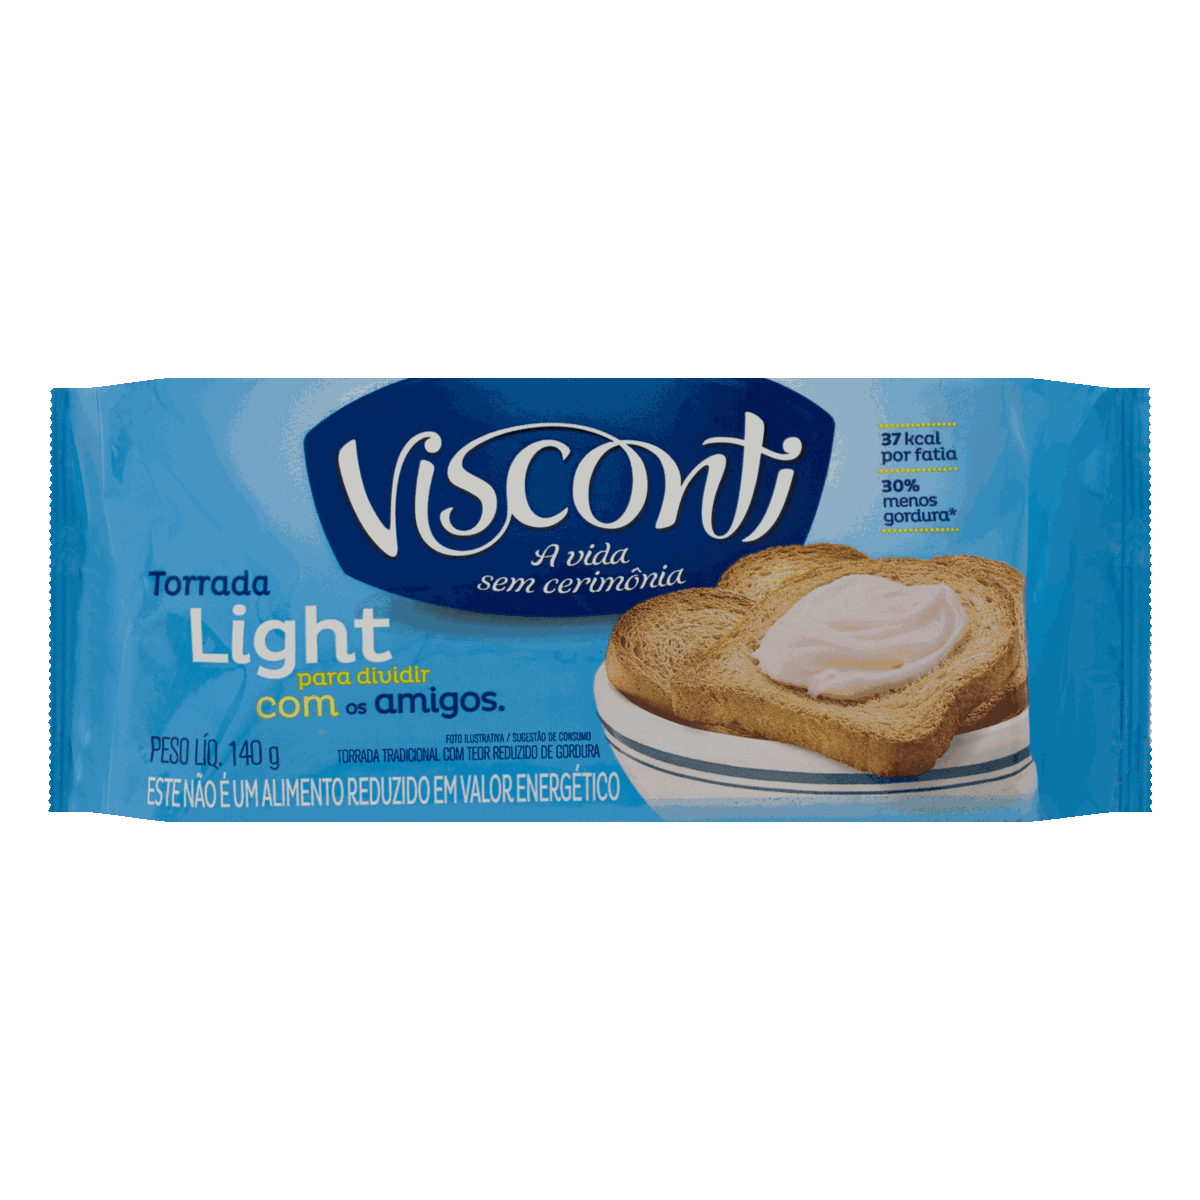 Visconti
A vida
sem cerimônia
37 kcal
por fatia
30%
menos
gordura*
Torrada
Light
para dividir
com os amigos.
FOTO ILUSTRATIVA / SUGESTÃO DE CONSUMO
PESO LÍQ. 140 g
TORRADA TRADICIONAL COM TEOR REDUZIDO DE GORDURA
ESTE NÃO É UM ALIMENTO REDUZIDO EM VALOR ENERGÉTICO